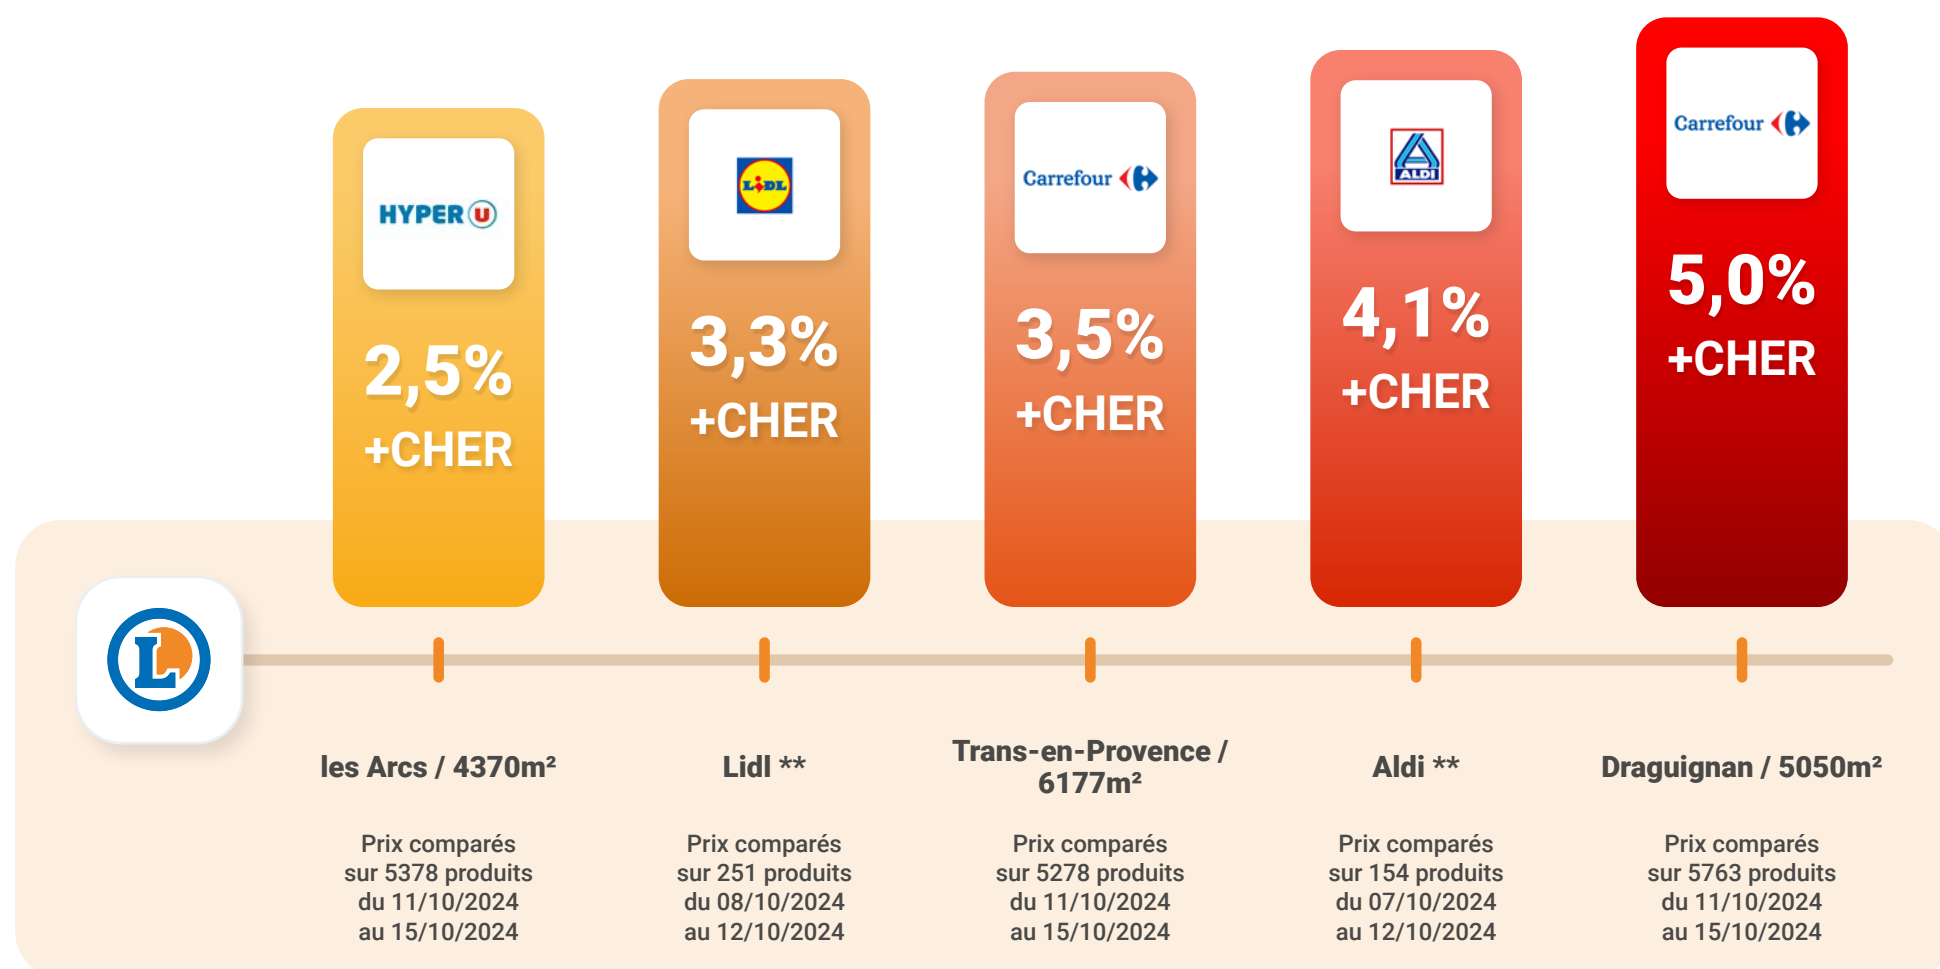 HYPER U
2,5%
+CHER
LIDL
3,3%
+CHER
Carrefour
3,5%
+CHER
ALDI
4,1%
+CHER
Carrefour
5,0%
+CHER
L
les Arcs / 4370m²
Prix comparés
sur 5378 produits
du 11/10/2024
au 15/10/2024
Lidl **
Prix comparés
sur 251 produits
du 08/10/2024
au 12/10/2024
Trans-en-Provence /
6177m²
Prix comparés
sur 5278 produits
du 11/10/2024
au 15/10/2024
Aldi **
Prix comparés
sur 154 produits
du 07/10/2024
au 12/10/2024
Draguignan / 5050m²
Prix comparés
sur 5763 produits
du 11/10/2024
au 15/10/2024